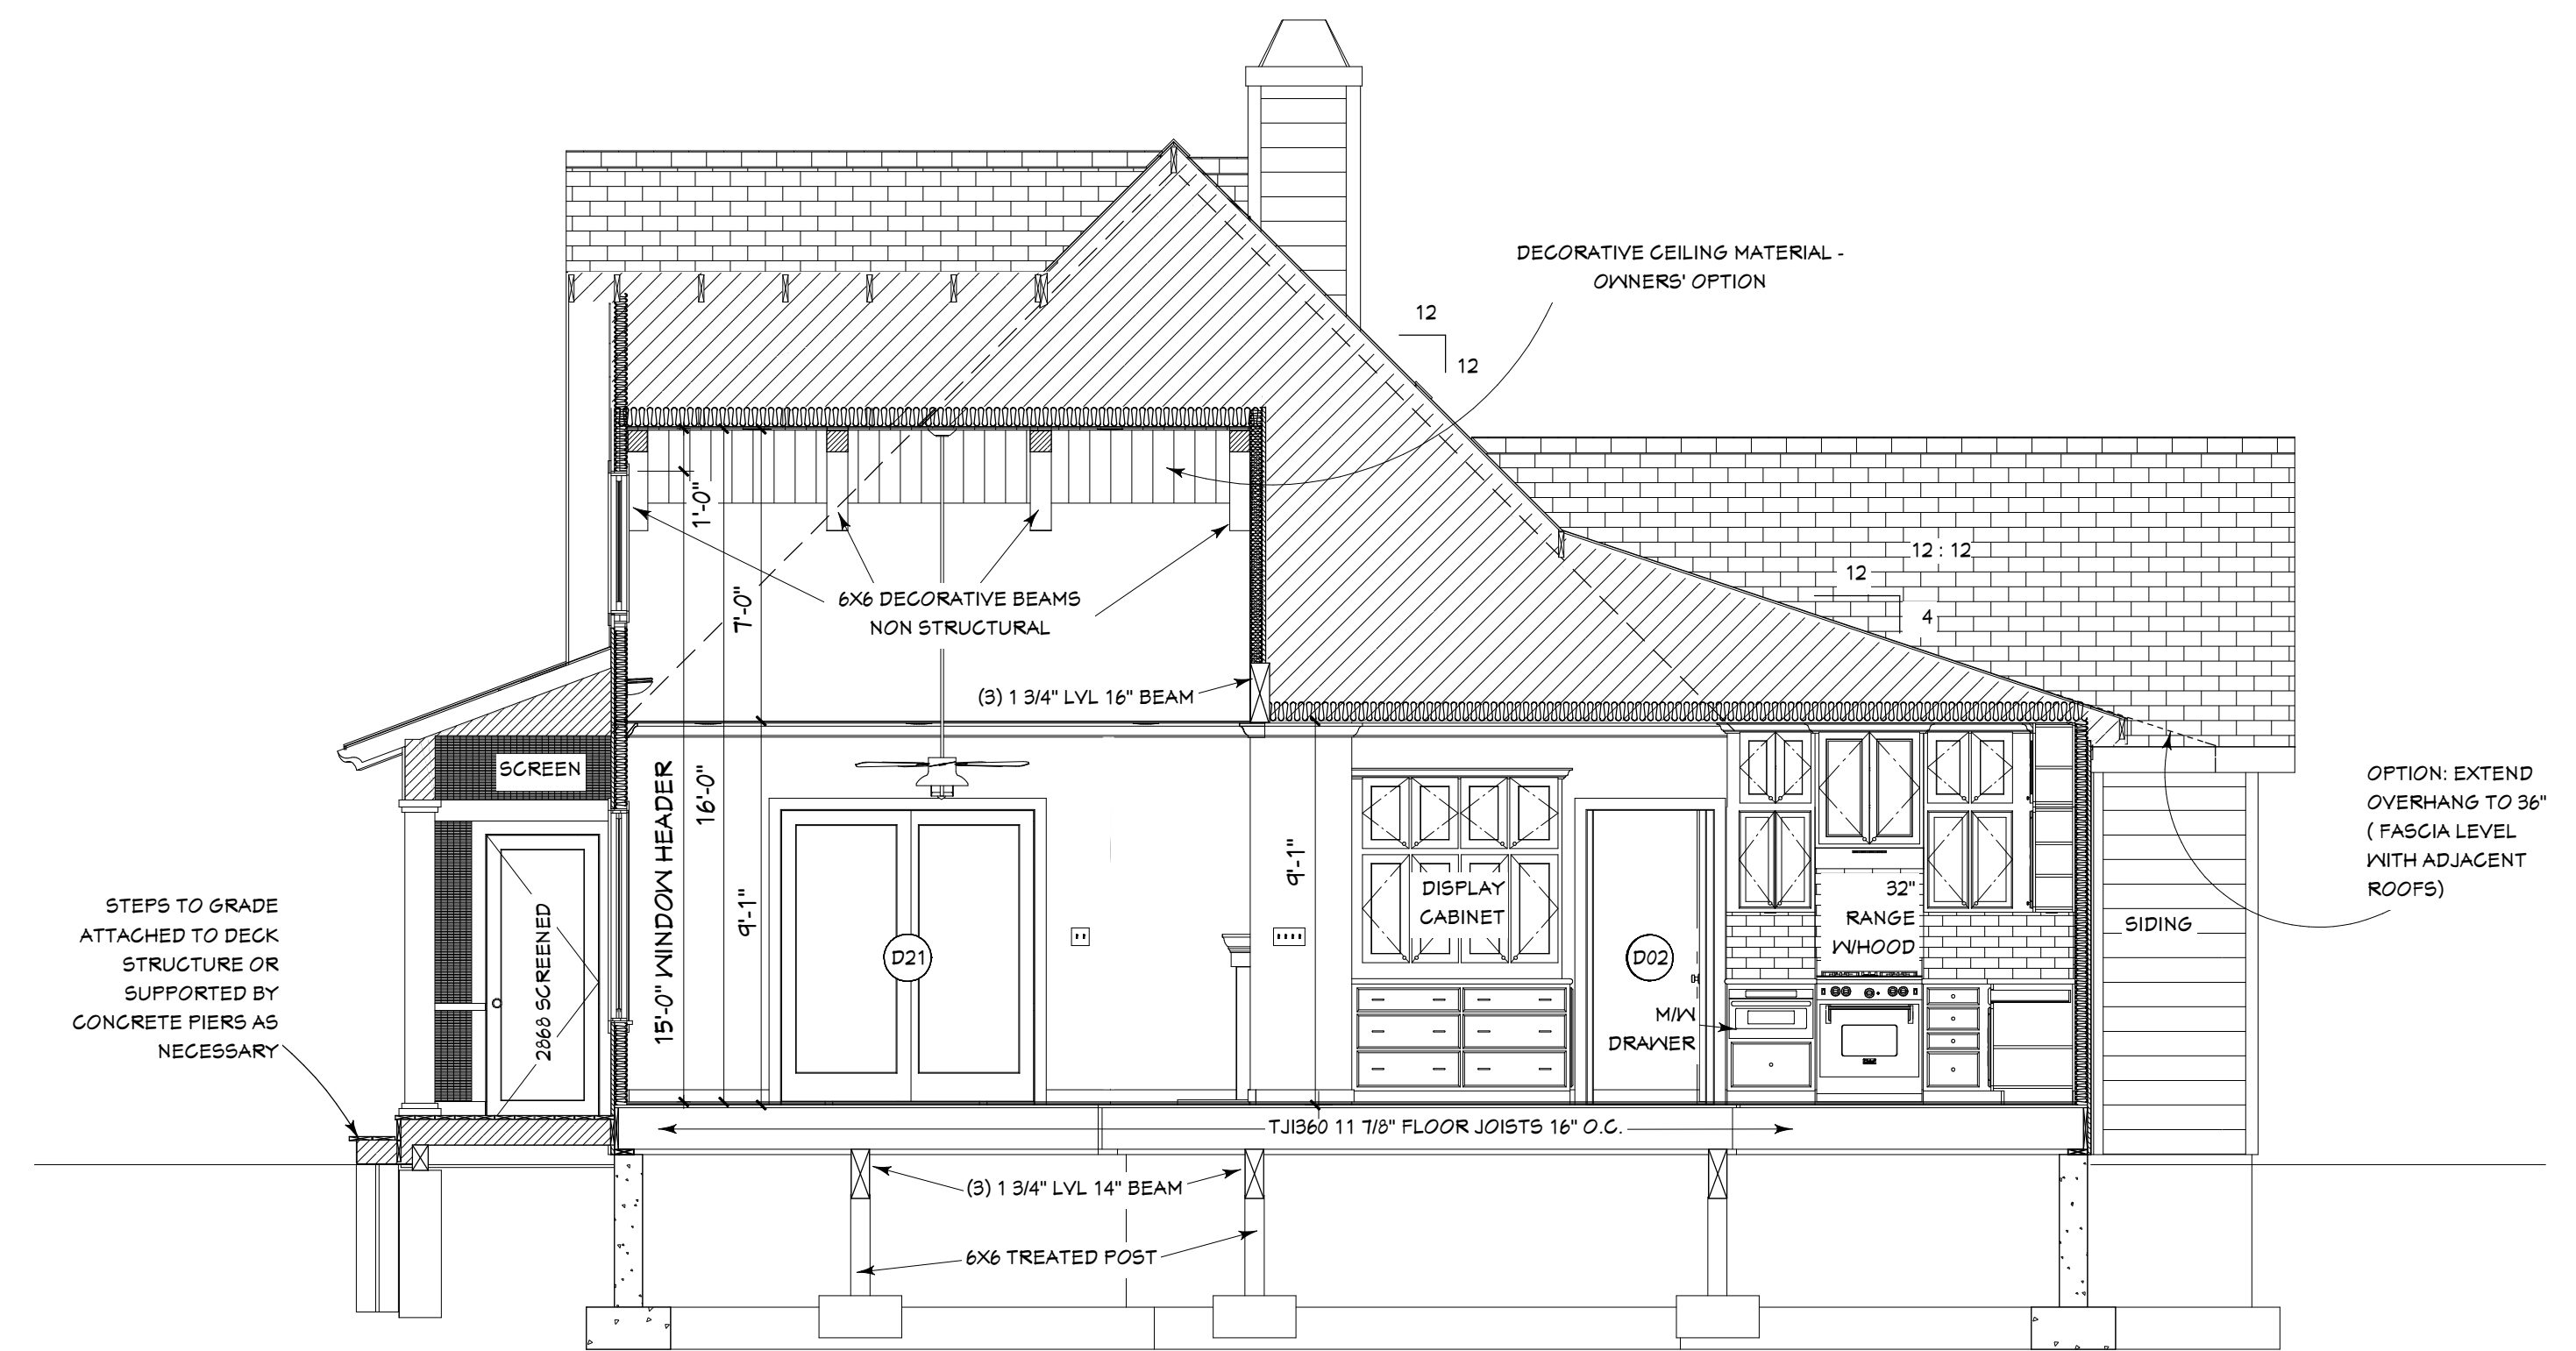 DECORATIVE CEILING MATERIAL -
OWNERS' OPTION
12
12
1'-0"
7'-0"
6X6 DECORATIVE BEAMS
NON STRUCTURAL
12 : 12
12
4
(3) 1 3/4" LVL 16" BEAM
SCREEN
15'-0" WINDOW HEADER
16'-0"
9'-1"
9'-1"
OPTION: EXTEND
OVERHANG TO 36"
( FASCIA LEVEL
WITH ADJACENT
ROOFS)
STEPS TO GRADE
ATTACHED TO DECK
STRUCTURE OR
SUPPORTED BY
CONCRETE PIERS AS
NECESSARY
2868 SCREENED
D21
DISPLAY
CABINET
D02
32"
RANGE
W/HOOD
SIDING
M/W
DRAWER
TJI360 11 7/8" FLOOR JOISTS 16" O.C.
(3) 1 3/4" LVL 14" BEAM
6X6 TREATED POST